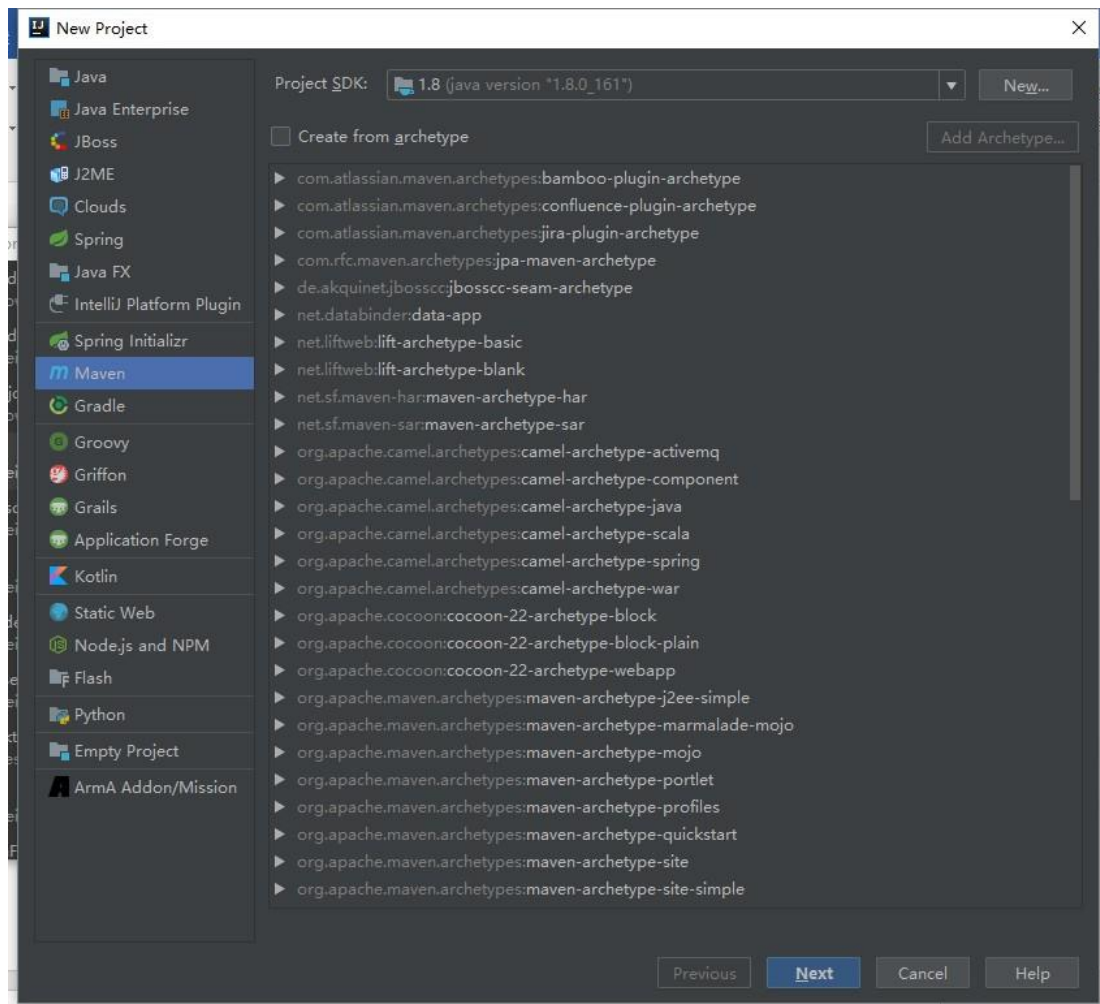 New Project
Java
Java Enterprise
JBoss
J2ME
Clouds
Spring
Java FX
IntelliJ Platform Plugin
Spring Initializr
Maven
Gradle
Groovy
Griffon
Grails
Application Forge
Kotlin
Static Web
Node.js and NPM
Flash
Python
Empty Project
ArmA Addon/Mission
Project SDK: 1.8 (java version "1.8.0_161") New...
Create from archetype Add Archetype...
com.atlassian.maven.archetypes:bamboo-plugin-archetype
com.atlassian.maven.archetypes:confluence-plugin-archetype
com.atlassian.maven.archetypes:jira-plugin-archetype
com.rfc.maven.archetypes:jpa-maven-archetype
de.akquinet.jbosscc:jbosscc-seam-archetype
net.databinder:data-app
net.liftweb:lift-archetype-basic
net.liftweb:lift-archetype-blank
net.sf.maven-har:maven-archetype-har
net.sf.maven-sar:maven-archetype-sar
org.apache.camel.archetypes:camel-archetype-activemq
org.apache.camel.archetypes:camel-archetype-component
org.apache.camel.archetypes:camel-archetype-java
org.apache.camel.archetypes:camel-archetype-scala
org.apache.camel.archetypes:camel-archetype-spring
org.apache.camel.archetypes:camel-archetype-war
org.apache.cocoon:cocoon-22-archetype-block
org.apache.cocoon:cocoon-22-archetype-block-plain
org.apache.cocoon:cocoon-22-archetype-webapp
org.apache.maven.archetypes:maven-archetype-j2ee-simple
org.apache.maven.archetypes:maven-archetype-marmalade-mojo
org.apache.maven.archetypes:maven-archetype-mojo
org.apache.maven.archetypes:maven-archetype-portlet
org.apache.maven.archetypes:maven-archetype-profiles
org.apache.maven.archetypes:maven-archetype-quickstart
org.apache.maven.archetypes:maven-archetype-site
org.apache.maven.archetypes:maven-archetype-site-simple
Previous Next Cancel Help